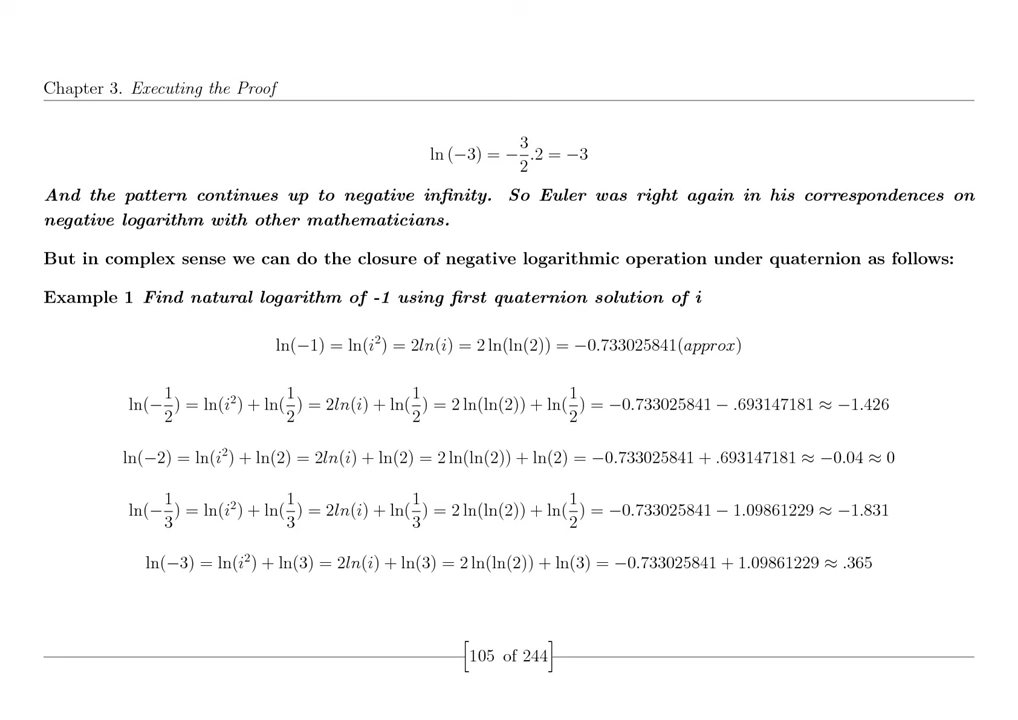 Chapter 3. Executing the Proof
ln (−3) = −3/2.2 = −3
And the pattern continues up to negative infinity. So Euler was right again in his correspondences on
negative logarithm with other mathematicians.
But in complex sense we can do the closure of negative logarithmic operation under quaternion as follows:
Example 1 Find natural logarithm of -1 using first quaternion solution of i
ln(−1) = ln(i²) = 2ln(i) = 2 ln(ln(2)) = −0.733025841(approx)
ln(−1/2) = ln(i²) + ln(1/2) = 2ln(i) + ln(1/2) = 2 ln(ln(2)) + ln(1/2) = −0.733025841 − .693147181 ≈ −1.426
ln(−2) = ln(i²) + ln(2) = 2ln(i) + ln(2) = 2 ln(ln(2)) + ln(2) = −0.733025841 + .693147181 ≈ −0.04 ≈ 0
ln(−1/3) = ln(i²) + ln(1/3) = 2ln(i) + ln(1/3) = 2 ln(ln(2)) + ln(1/2) = −0.733025841 − 1.09861229 ≈ −1.831
ln(−3) = ln(i²) + ln(3) = 2ln(i) + ln(3) = 2 ln(ln(2)) + ln(3) = −0.733025841 + 1.09861229 ≈ .365
[105 of 244]